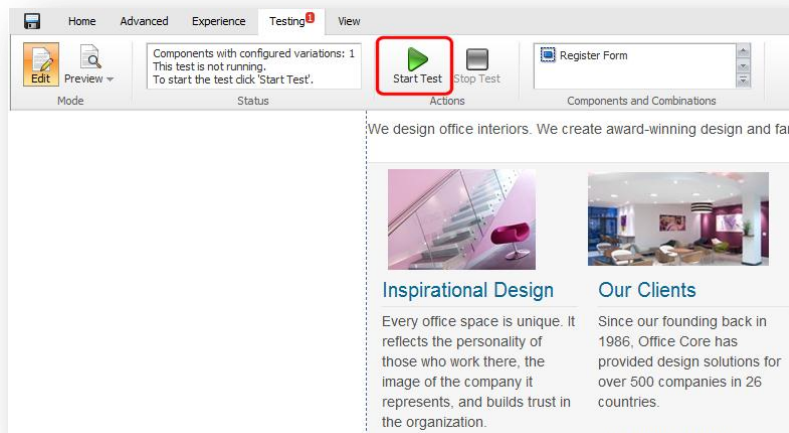 Home Advanced Experience Testing 1 View
Components with configured variations: 1
This test is not running.
To start the test click 'Start Test'.
Edit Preview Start Test Stop Test Register Form
Mode Status Actions Components and Combinations
We design office interiors. We create award-winning design and
Inspirational Design
Every office space is unique. It
reflects the personality of
those who work there, the
image of the company it
represents, and builds trust in
the organization.
Our Clients
Since our founding back in
1986, Office Core has
provided design solutions for
over 500 companies in 26
countries.